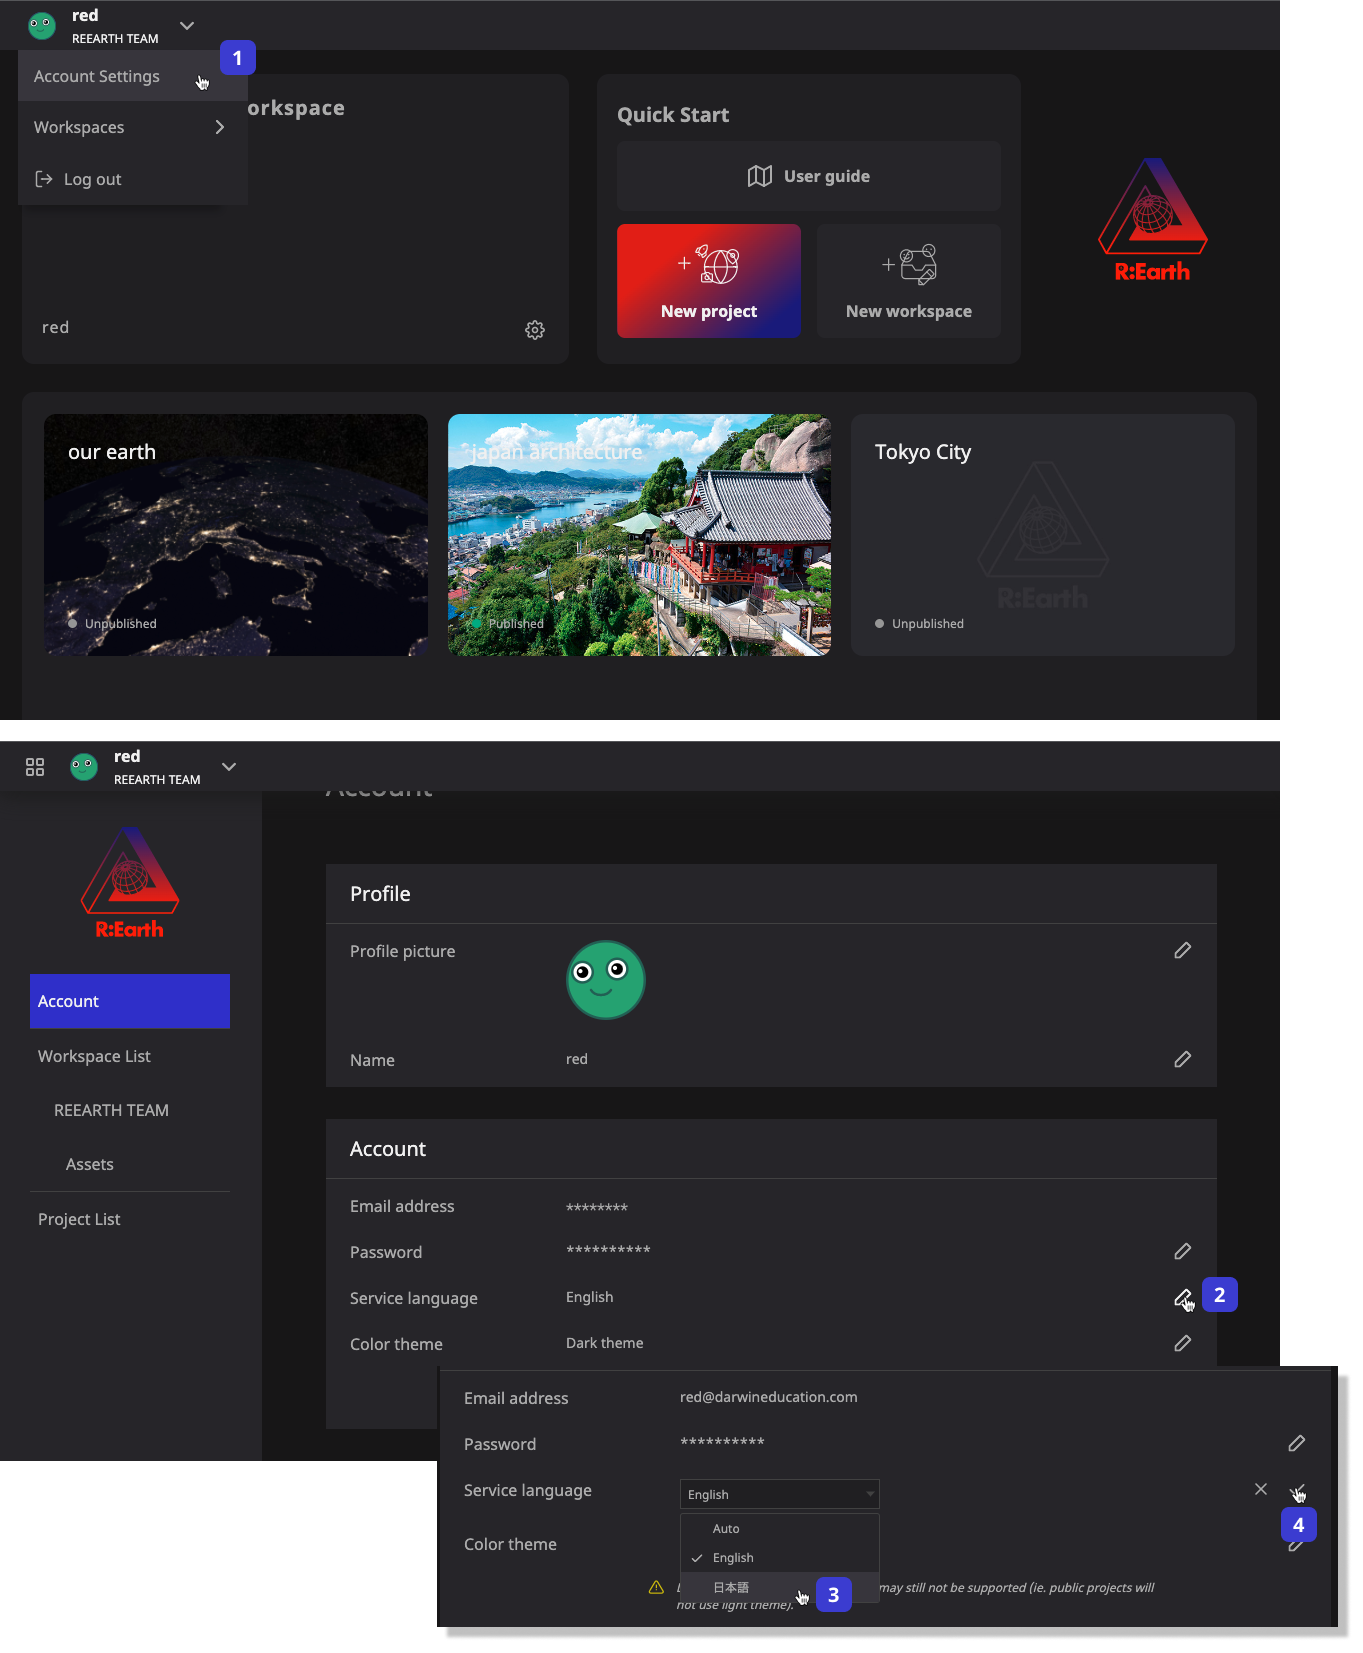 red
REEARTH TEAM
1
Account Settings
Workspaces
Log out
orkspace
red
Quick Start
User guide
New project
New workspace
R:Earth
our earth
Unpublished
japan architecture
Published
Tokyo City
R:Earth
Unpublished
red
REEARTH TEAM
Account
R:Earth
Account
Workspace List
REEARTH TEAM
Assets
Project List
Profile
Profile picture
Name
red
Account
Email address
********
Password
**********
Service language
English
2
Color theme
Dark theme
Email address
red@darwineducation.com
Password
**********
Service language
English
4
Auto
English
日本語
3
Color theme
may still not be supported (ie. public projects will
not use light theme).